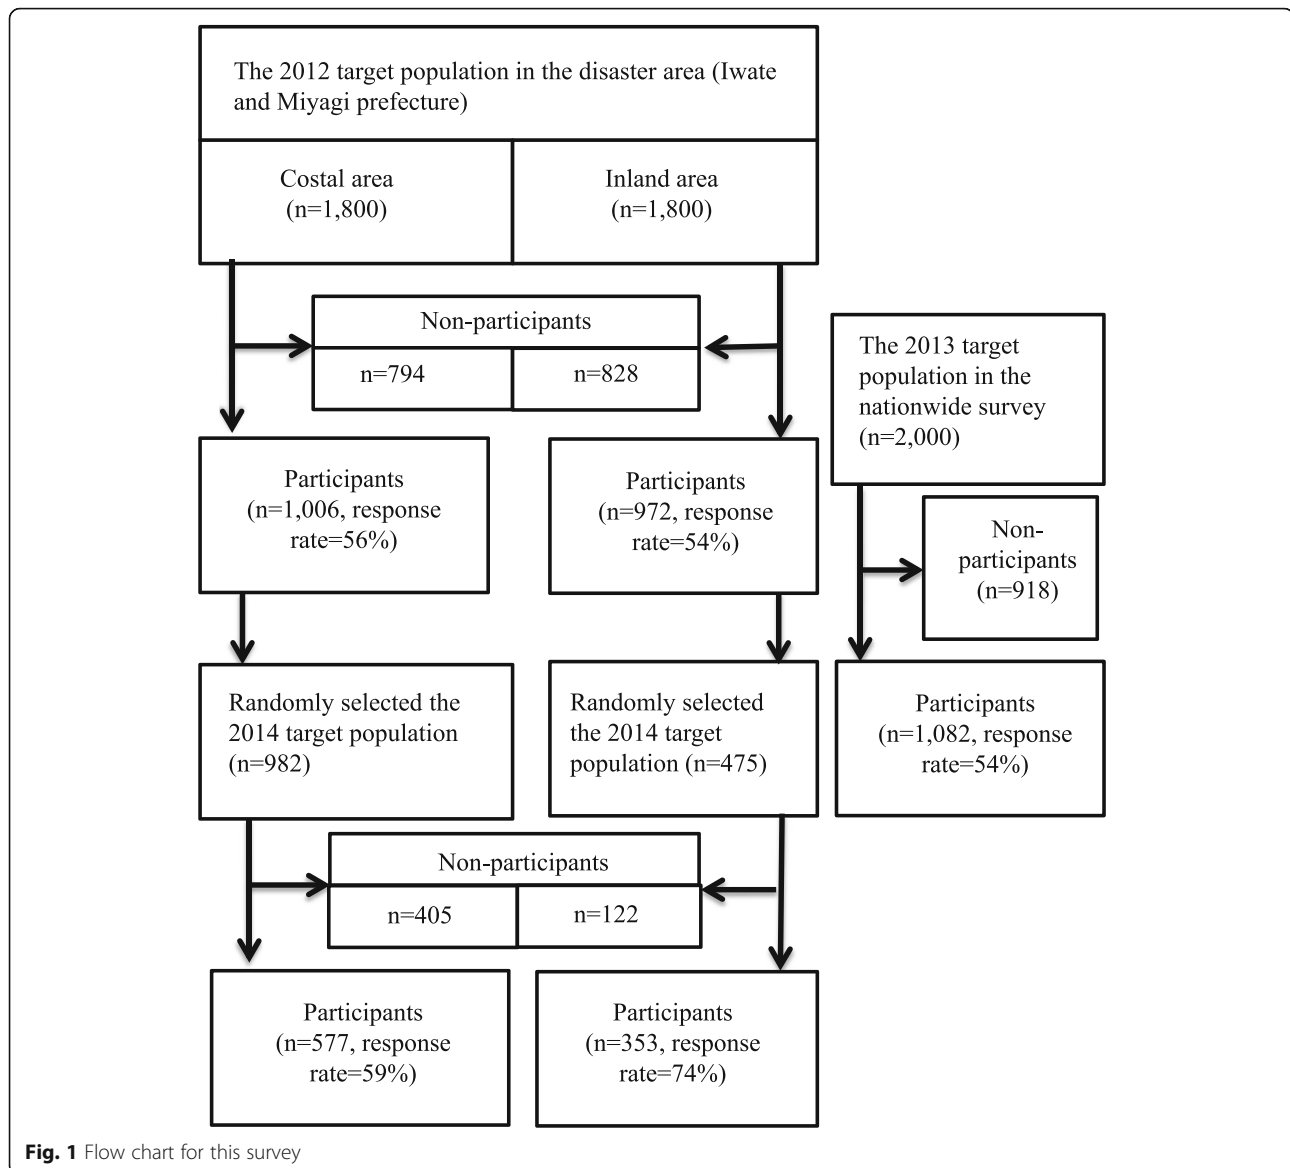 The 2012 target population in the disaster area (Iwate
and Miyagi prefecture)
Costal area
(n=1,800)
Inland area
(n=1,800)
Non-participants
n=794
n=828
The 2013 target
population in the
nationwide survey
(n=2,000)
Participants
(n=1,006, response
rate=56%)
Participants
(n=972, response
rate=54%)
Non-
participants
(n=918)
Randomly selected the
2014 target population
(n=982)
Randomly selected
the 2014 target
population (n=475)
Participants
(n=1,082, response
rate=54%)
Non-participants
n=405
n=122
Participants
(n=577, response
rate=59%)
Participants
(n=353, response
rate=74%)
Fig. 1 Flow chart for this survey